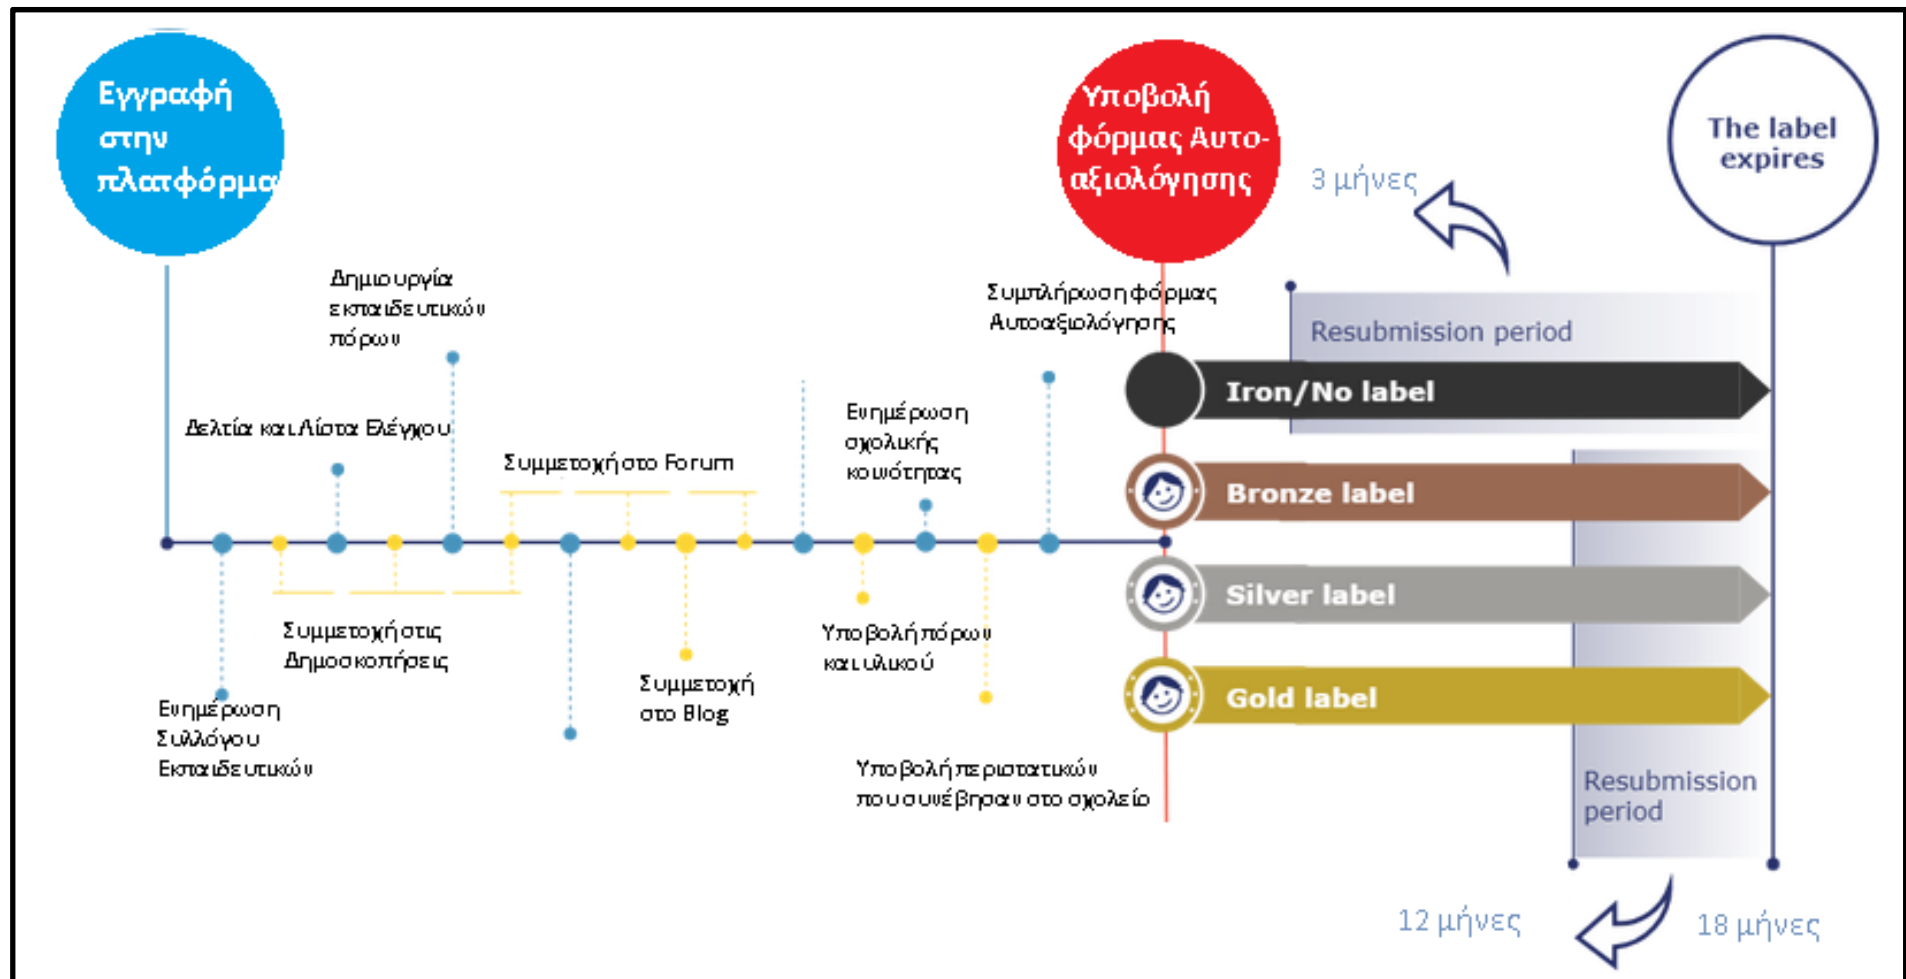 Εγγραφή
στην
πλατφόρμα
Υποβολή
φόρμας Αυτο-
αξιολόγησης
The label
expires
3 μήνες
Δημιουργία
εκπαιδευτικών
πόρων
Συμπλήρωση φόρμας
Αυτοαξιολόγησης
Resubmission period
Iron/No label
Δελτία και Λίστα Ελέγχου
Συμμετοχή στο Forum
Ενημέρωση
σχολικής
κοινότητας
Bronze label
Silver label
Συμμετοχή στις
Δημοσκοπήσεις
Υποβολή πόρων
και υλικού
Συμμετοχή
στο Blog
Gold label
Ενημέρωση
Συλλόγου
Εκπαιδευτικών
Υποβολή περιστατικών
που συνέβησαν στο σχολείο
Resubmission
period
12 μήνες
18 μήνες